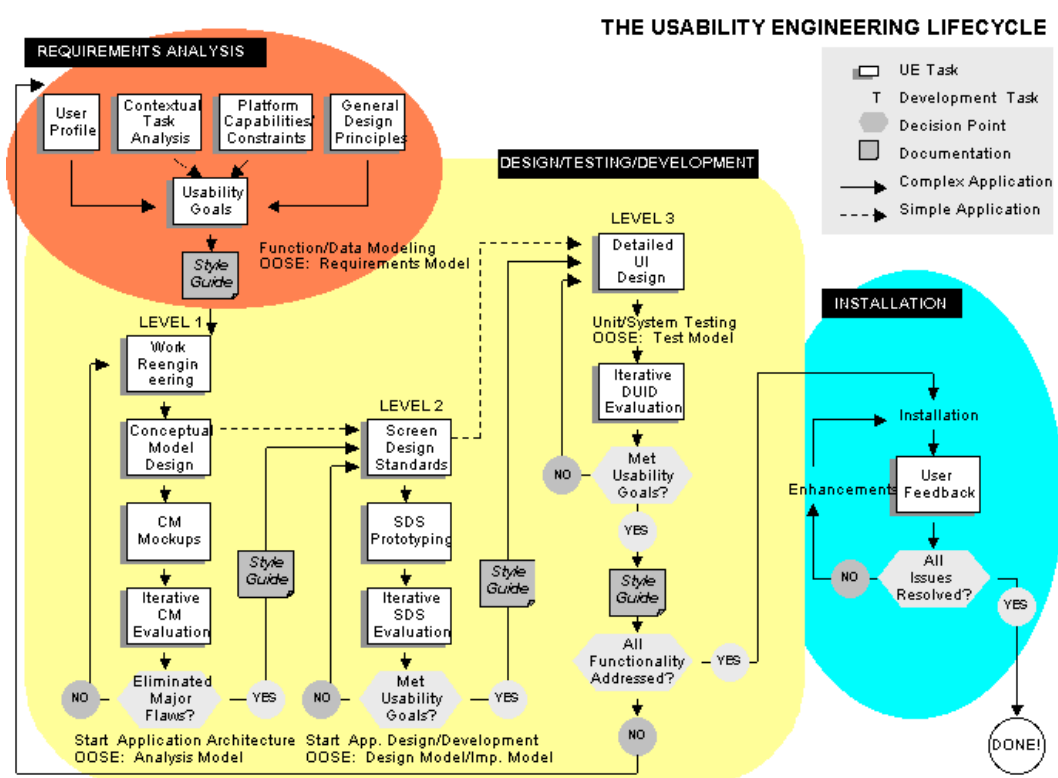 THE USABILITY ENGINEERING LIFECYCLE
REQUIREMENTS ANALYSIS
UE Task
T Development Task
Decision Point
Documentation
Complex Application
Simple Application
User
Profile
Contextual
Task
Analysis
Platform
Capabilities/
Constraints
General
Design
Principles
Usability
Goals
Style
Guide
Function/Data Modeling
OOSE: Requirements Model
DESIGN/TESTING/DEVELOPMENT
LEVEL 1
Work
Reengin
eering
Conceptual
Model
Design
CM
Mockups
Iterative
CM
Evaluation
Eliminated
Major
Flaws?
NO
YES
Style
Guide
Start Application Architecture
OOSE: Analysis Model
LEVEL 2
Screen
Design
Standards
SDS
Prototyping
Iterative
SDS
Evaluation
Met
Usability
Goals?
NO
YES
Style
Guide
Start App. Design/Development
OOSE: Design Model/Imp. Model
LEVEL 3
Detailed
UI
Design
Unit/System Testing
OOSE: Test Model
Iterative
DUID
Evaluation
Met
Usability
Goals?
NO
YES
Style
Guide
All
Functionality
Addressed?
YES
NO
INSTALLATION
Installation
User
Feedback
Enhancements
All
Issues
Resolved?
NO
YES
DONE!